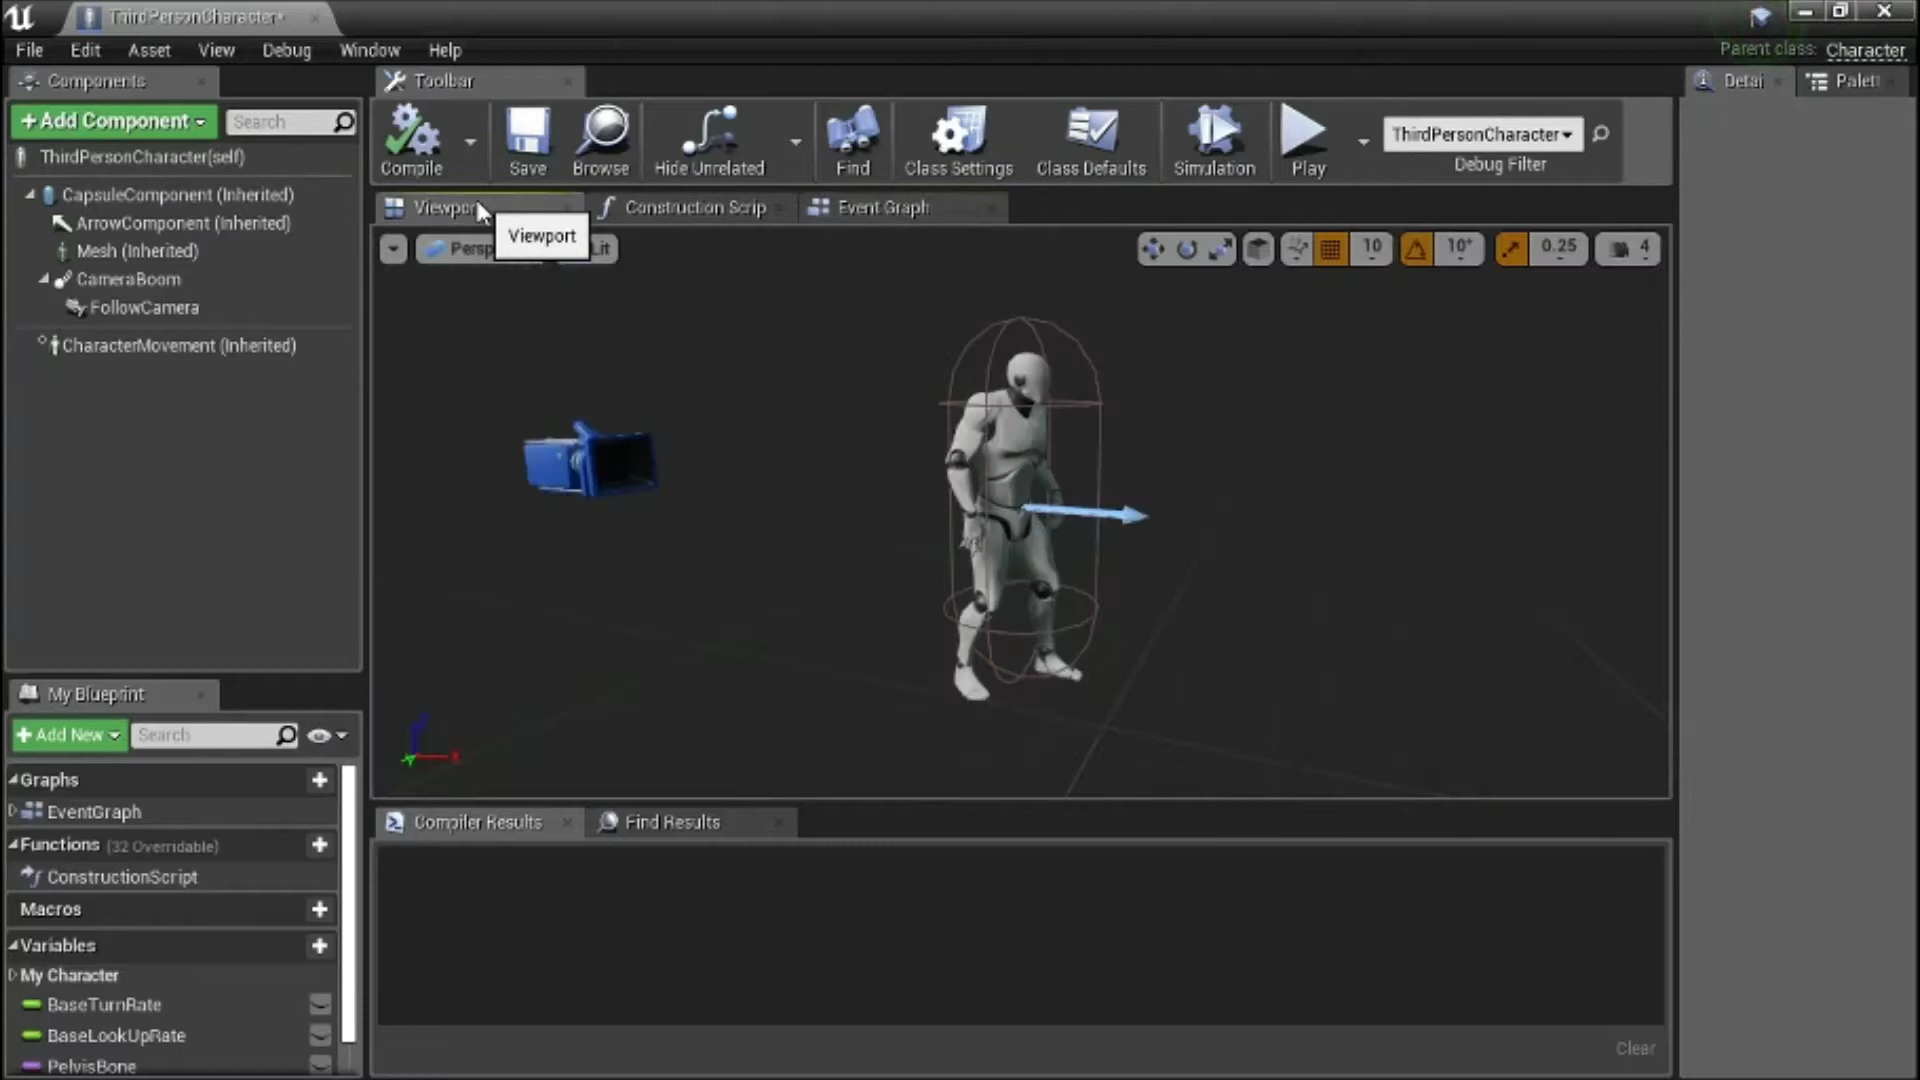 ThirdPersonCharacter*
File Edit Asset View Debug Window Help
Parent class: Character
Components
Toolbar
Detai
Palett
+Add Component
Search
Compile
Save
Browse
Hide Unrelated
Find
Class Settings
Class Defaults
Simulation
Play
ThirdPersonCharacter
Debug Filter
ThirdPersonCharacter(self)
CapsuleComponent (Inherited)
ArrowComponent (Inherited)
Mesh (Inherited)
CameraBoom
FollowCamera
CharacterMovement (Inherited)
Viewport
Construction Scrip
Event Graph
Viewport
Persp
Lit
10
10°
0.25
4
My Blueprint
+Add New
Search
Graphs
EventGraph
Functions (32 Overridable)
ConstructionScript
Macros
Variables
My Character
BaseTurnRate
BaseLookUpRate
PelvisBone
Compiler Results
Find Results
Clear